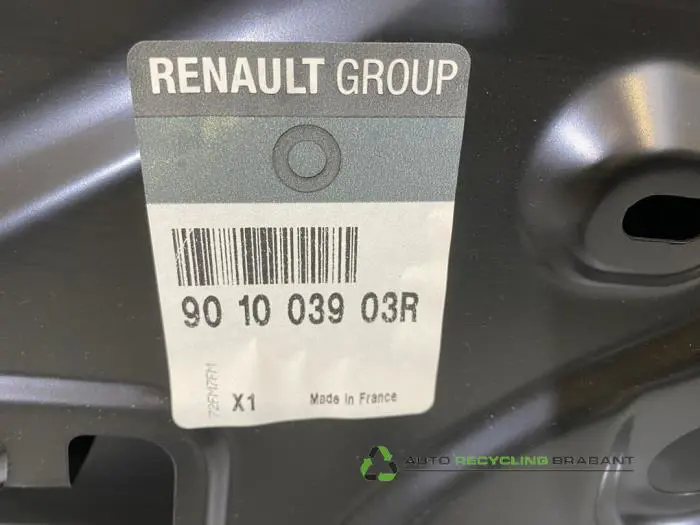 RENAULT GROUP
90 10 039 03R
X1
Made in France
AUTO RECYCLING BRABANT